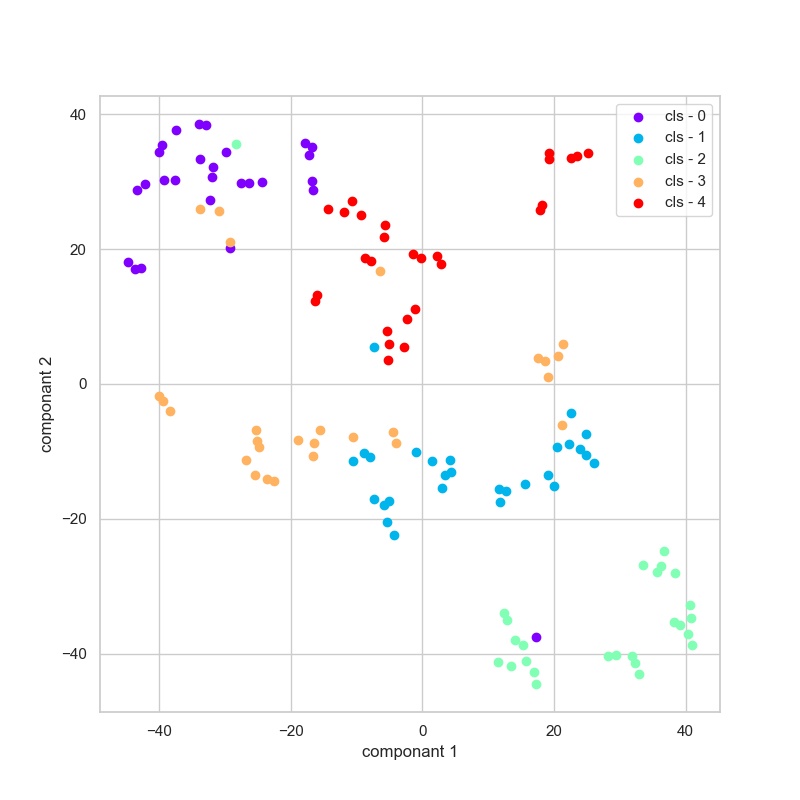 cls - 0
cls - 1
cls - 2
cls - 3
cls - 4
40
20
0
−20
−40
componant 2
−40
−20
0
20
40
componant 1